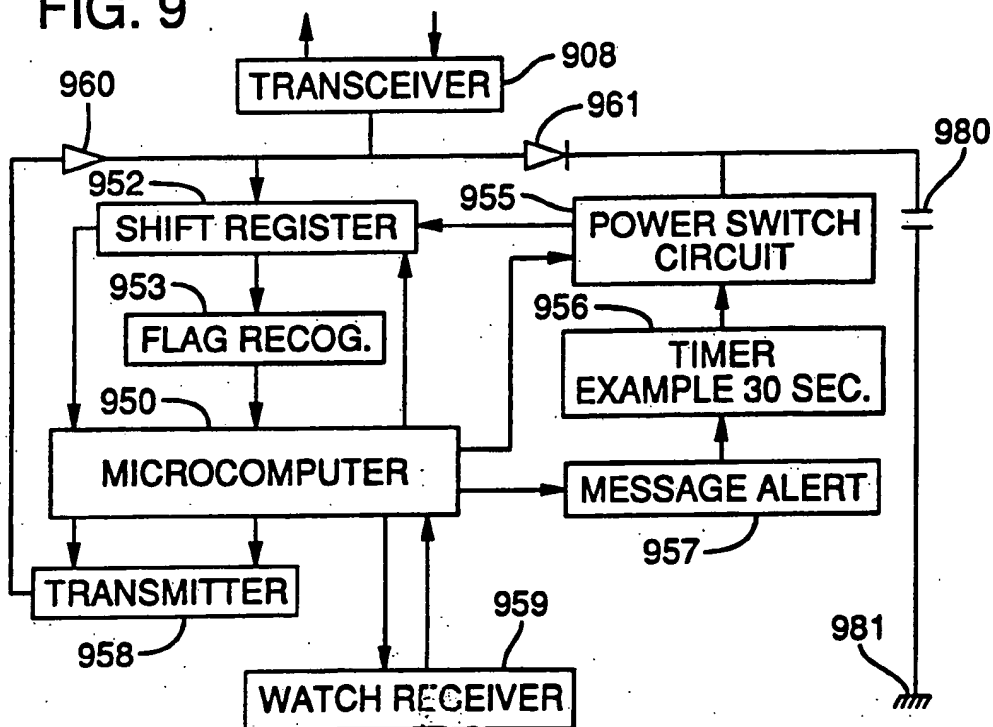 FIG. 9
TRANSCEIVER
908
960
961
980
952
SHIFT REGISTER
955
POWER SWITCH
CIRCUIT
953
FLAG RECOG.
956
TIMER
EXAMPLE 30 SEC.
950
MICROCOMPUTER
MESSAGE ALERT
957
TRANSMITTER
958
959
WATCH RECEIVER
981